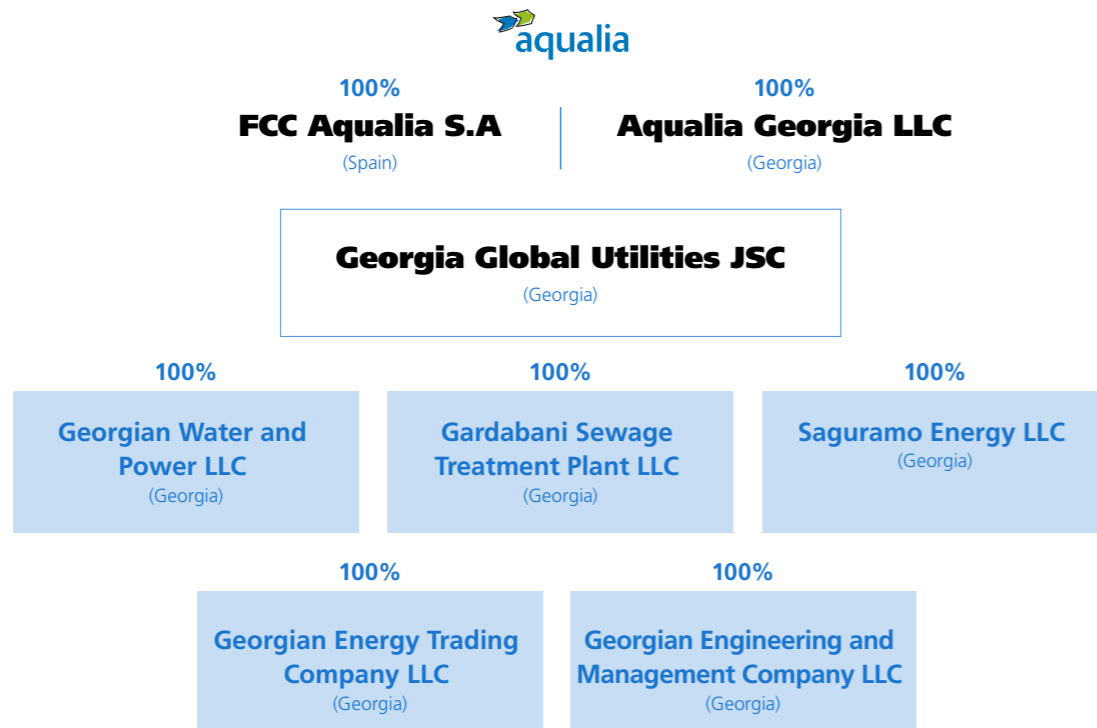 aqualia
100%
FCC Aqualia S.A
(Spain)
100%
Aqualia Georgia LLC
(Georgia)
Georgia Global Utilities JSC
(Georgia)
100%
Georgian Water and
Power LLC
(Georgia)
100%
Gardabani Sewage
Treatment Plant LLC
(Georgia)
100%
Saguramo Energy LLC
(Georgia)
100%
Georgian Energy Trading
Company LLC
(Georgia)
100%
Georgian Engineering and
Management Company LLC
(Georgia)